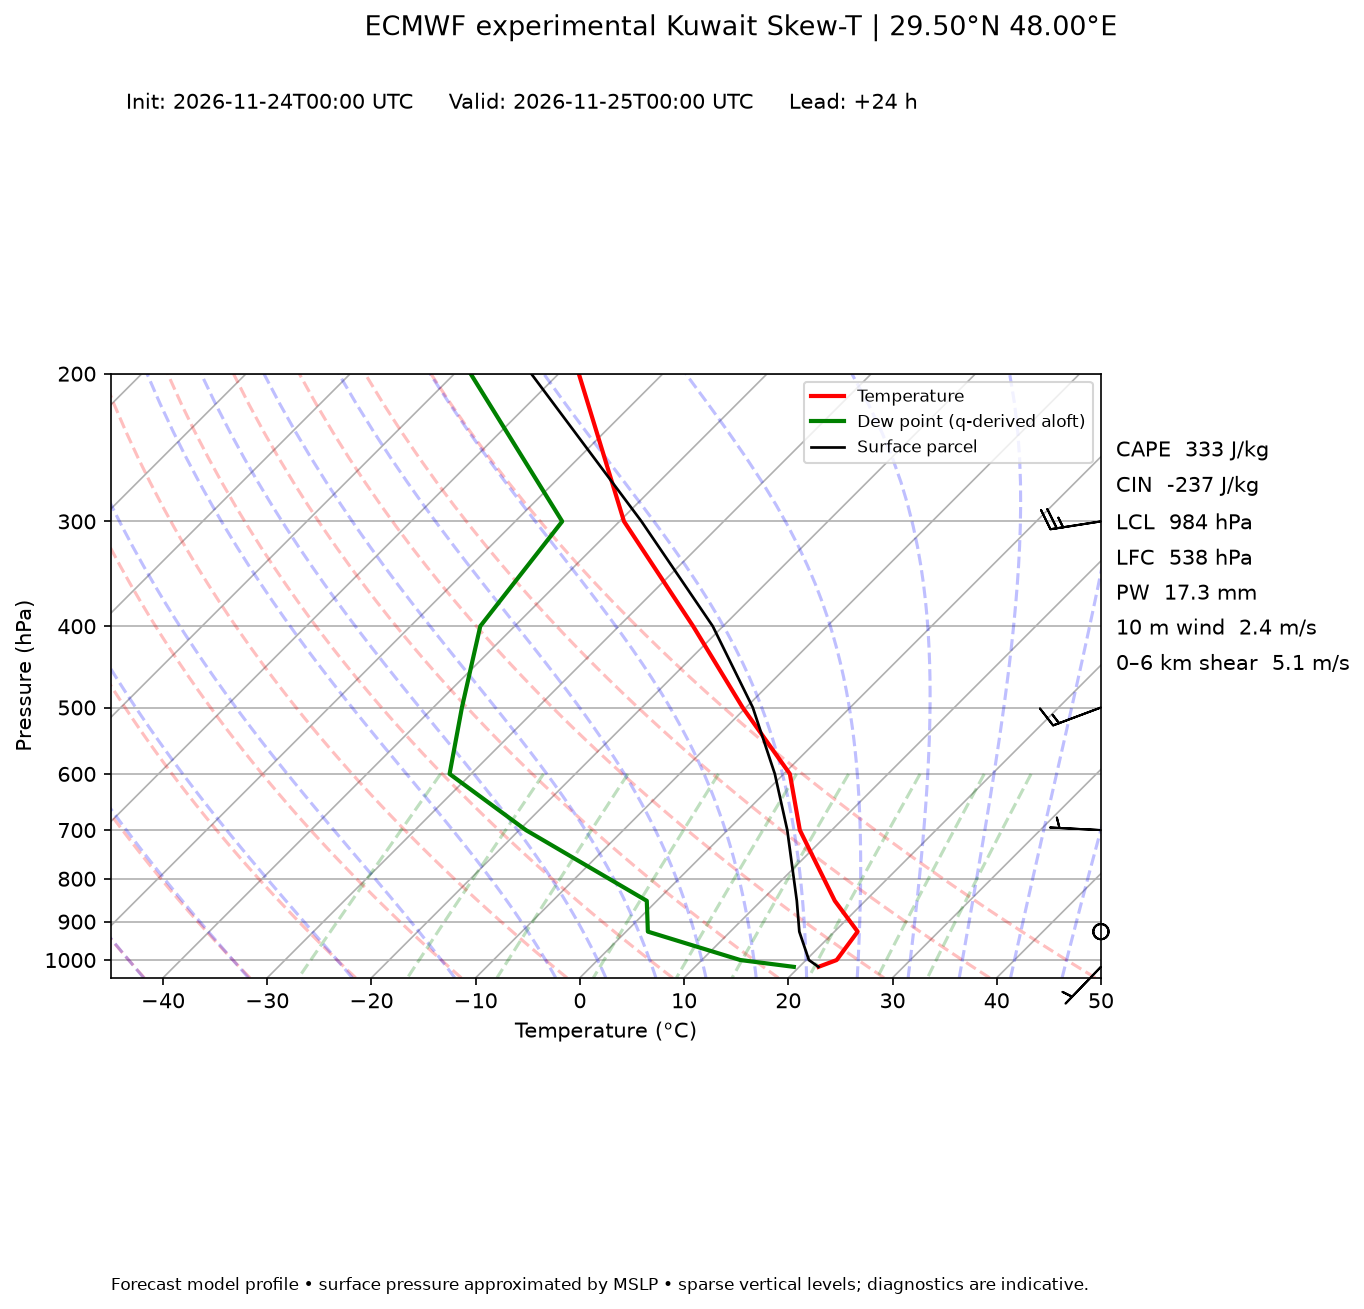 ECMWF experimental Kuwait Skew-T | 29.50°N 48.00°E
Init: 2026-11-24T00:00 UTC Valid: 2026-11-25T00:00 UTC Lead: +24 h
200
300
400
500
600
700
800
900
1000
Pressure (hPa)
−40 −30 −20 −10 0 10 20 30 40 50
Temperature (°C)
Temperature
Dew point (q-derived aloft)
Surface parcel
CAPE 333 J/kg
CIN -237 J/kg
LCL 984 hPa
LFC 538 hPa
PW 17.3 mm
10 m wind 2.4 m/s
0–6 km shear 5.1 m/s
Forecast model profile • surface pressure approximated by MSLP • sparse vertical levels; diagnostics are indicative.